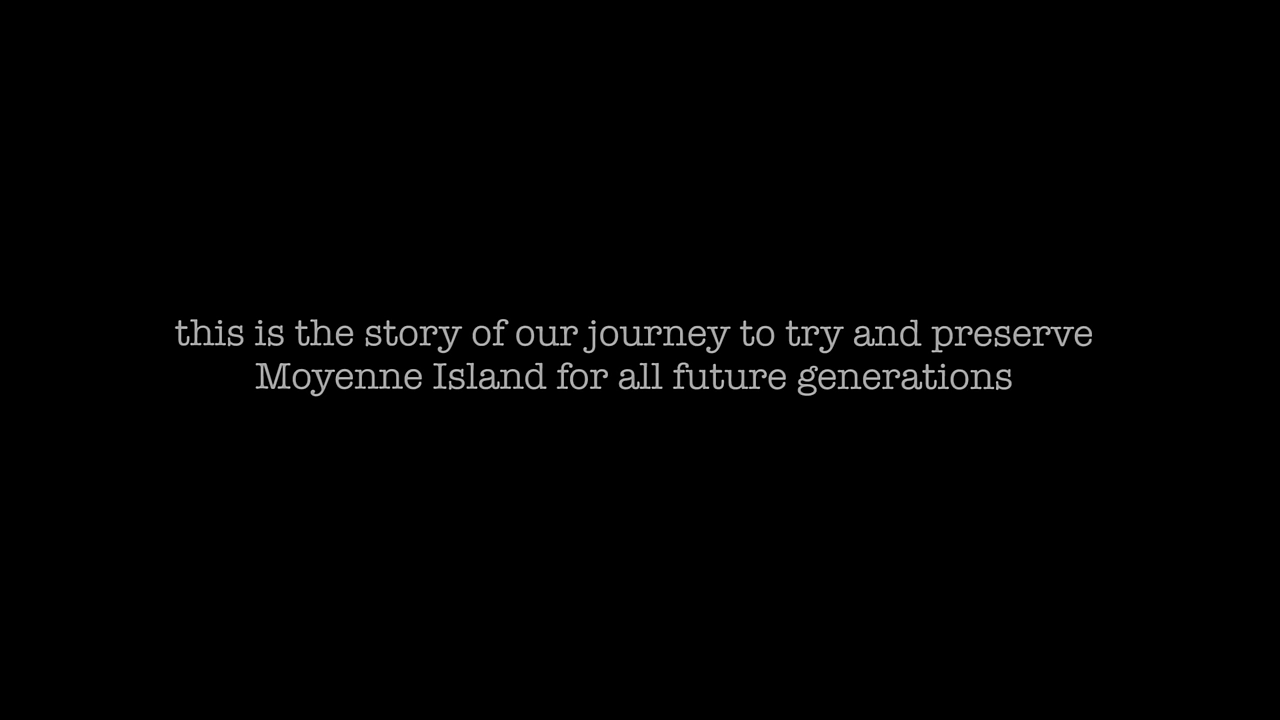 this is the story of our journey to try and preserve
Moyenne Island for all future generations